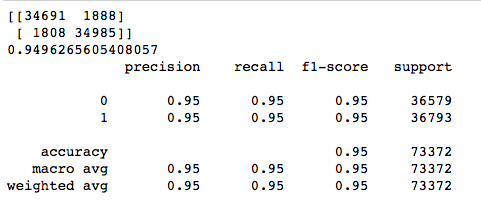 [[34691 1888]
[ 1808 34985]]
0.9496265605408057
precision recall f1-score support
0 0.95 0.95 0.95 36579
1 0.95 0.95 0.95 36793
accuracy 0.95 73372
macro avg 0.95 0.95 0.95 73372
weighted avg 0.95 0.95 0.95 73372